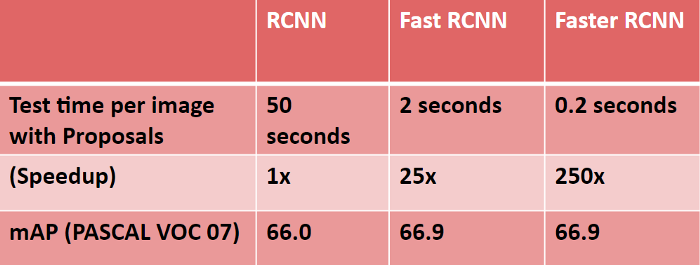 RCNN Fast RCNN Faster RCNN
Test time per image with Proposals 50 seconds 2 seconds 0.2 seconds
(Speedup) 1x 25x 250x
mAP (PASCAL VOC 07) 66.0 66.9 66.9